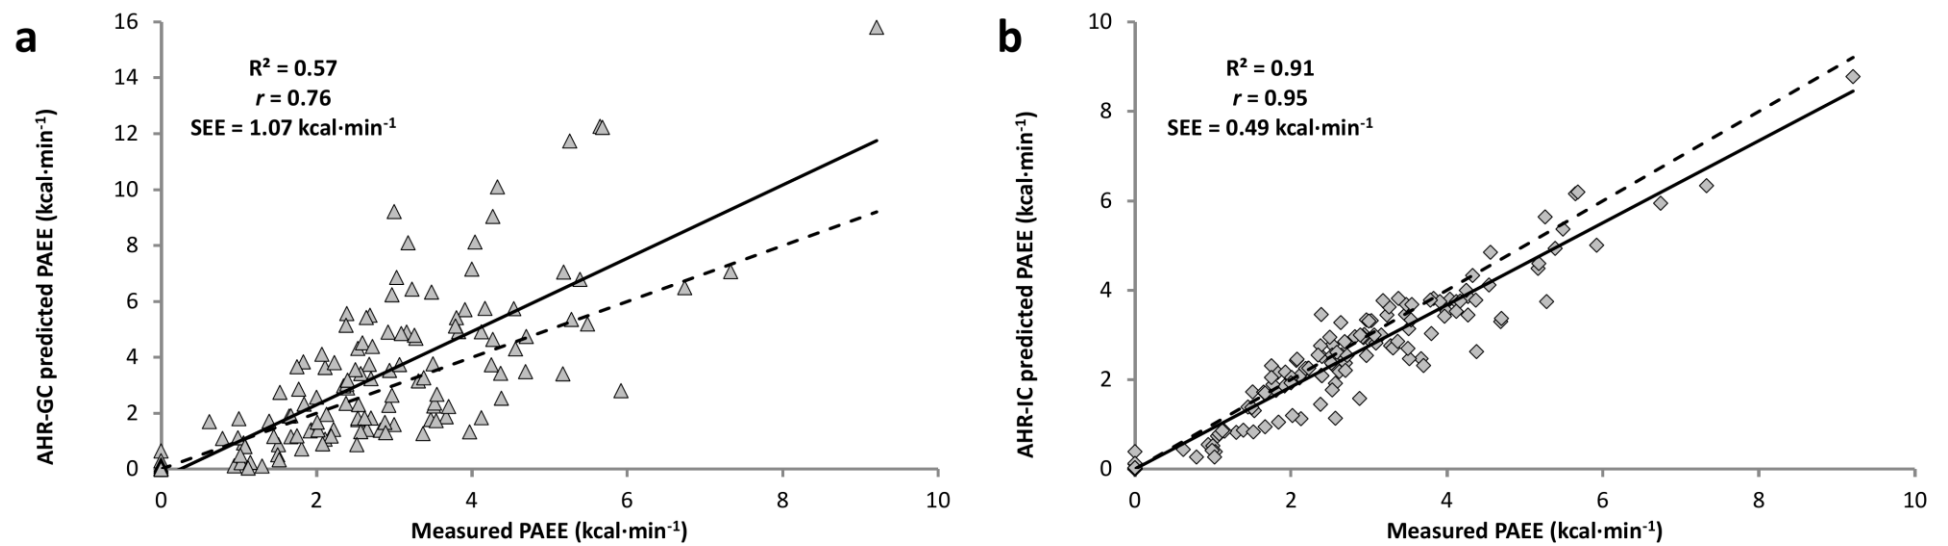 a
AHR-GC predicted PAEE (kcal·min⁻¹)
16
14
12
10
8
6
4
2
0
R² = 0.57
r = 0.76
SEE = 1.07 kcal·min⁻¹
0 2 4 6 8 10
Measured PAEE (kcal·min⁻¹)
b
AHR-IC predicted PAEE (kcal·min⁻¹)
10
8
6
4
2
0
R² = 0.91
r = 0.95
SEE = 0.49 kcal·min⁻¹
0 2 4 6 8 10
Measured PAEE (kcal·min⁻¹)